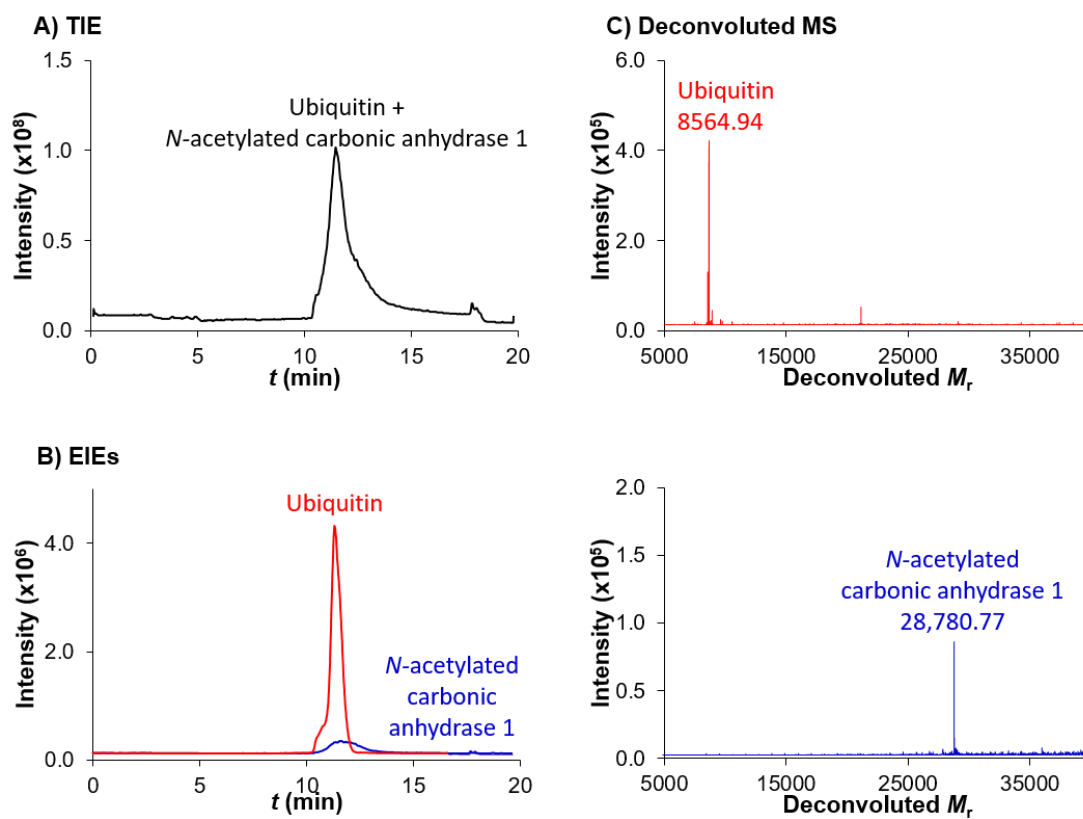 A) TIE
1.5
1.0
0.5
0.0
Intensity (x10⁸)
Ubiquitin +
N-acetylated carbonic anhydrase 1
0
5
10
15
20
t (min)
C) Deconvoluted MS
6.0
4.0
2.0
0.0
Intensity (x10⁵)
Ubiquitin
8564.94
5000
15000
25000
35000
Deconvoluted Mᵣ
B) EIEs
4.0
2.0
0.0
Intensity (x10⁶)
Ubiquitin
N-acetylated
carbonic
anhydrase 1
0
5
10
15
20
t (min)
2.0
1.5
1.0
0.5
0.0
Intensity (x10⁵)
N-acetylated
carbonic anhydrase 1
28,780.77
5000
15000
25000
35000
Deconvoluted Mᵣ